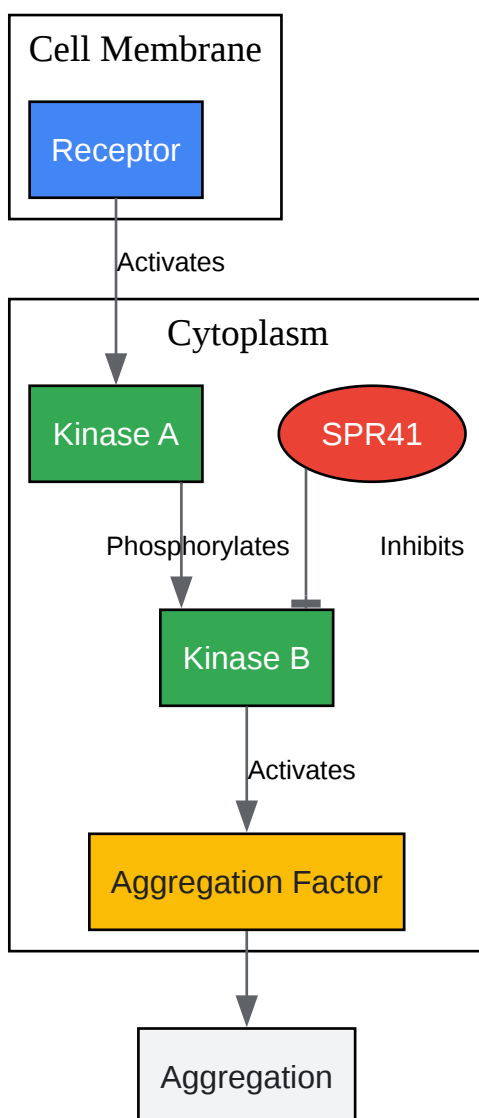 Cell Membrane
Receptor
Activates
Cytoplasm
Kinase A
SPR41
Phosphorylates
Inhibits
Kinase B
Activates
Aggregation Factor
Aggregation